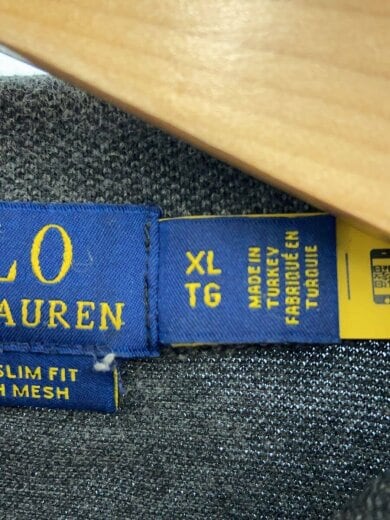 LO
AUREN
SLIM FIT
H MESH
XL
TG
MADE IN
TURKEY
FABRIQUÉ EN
TURQUIE